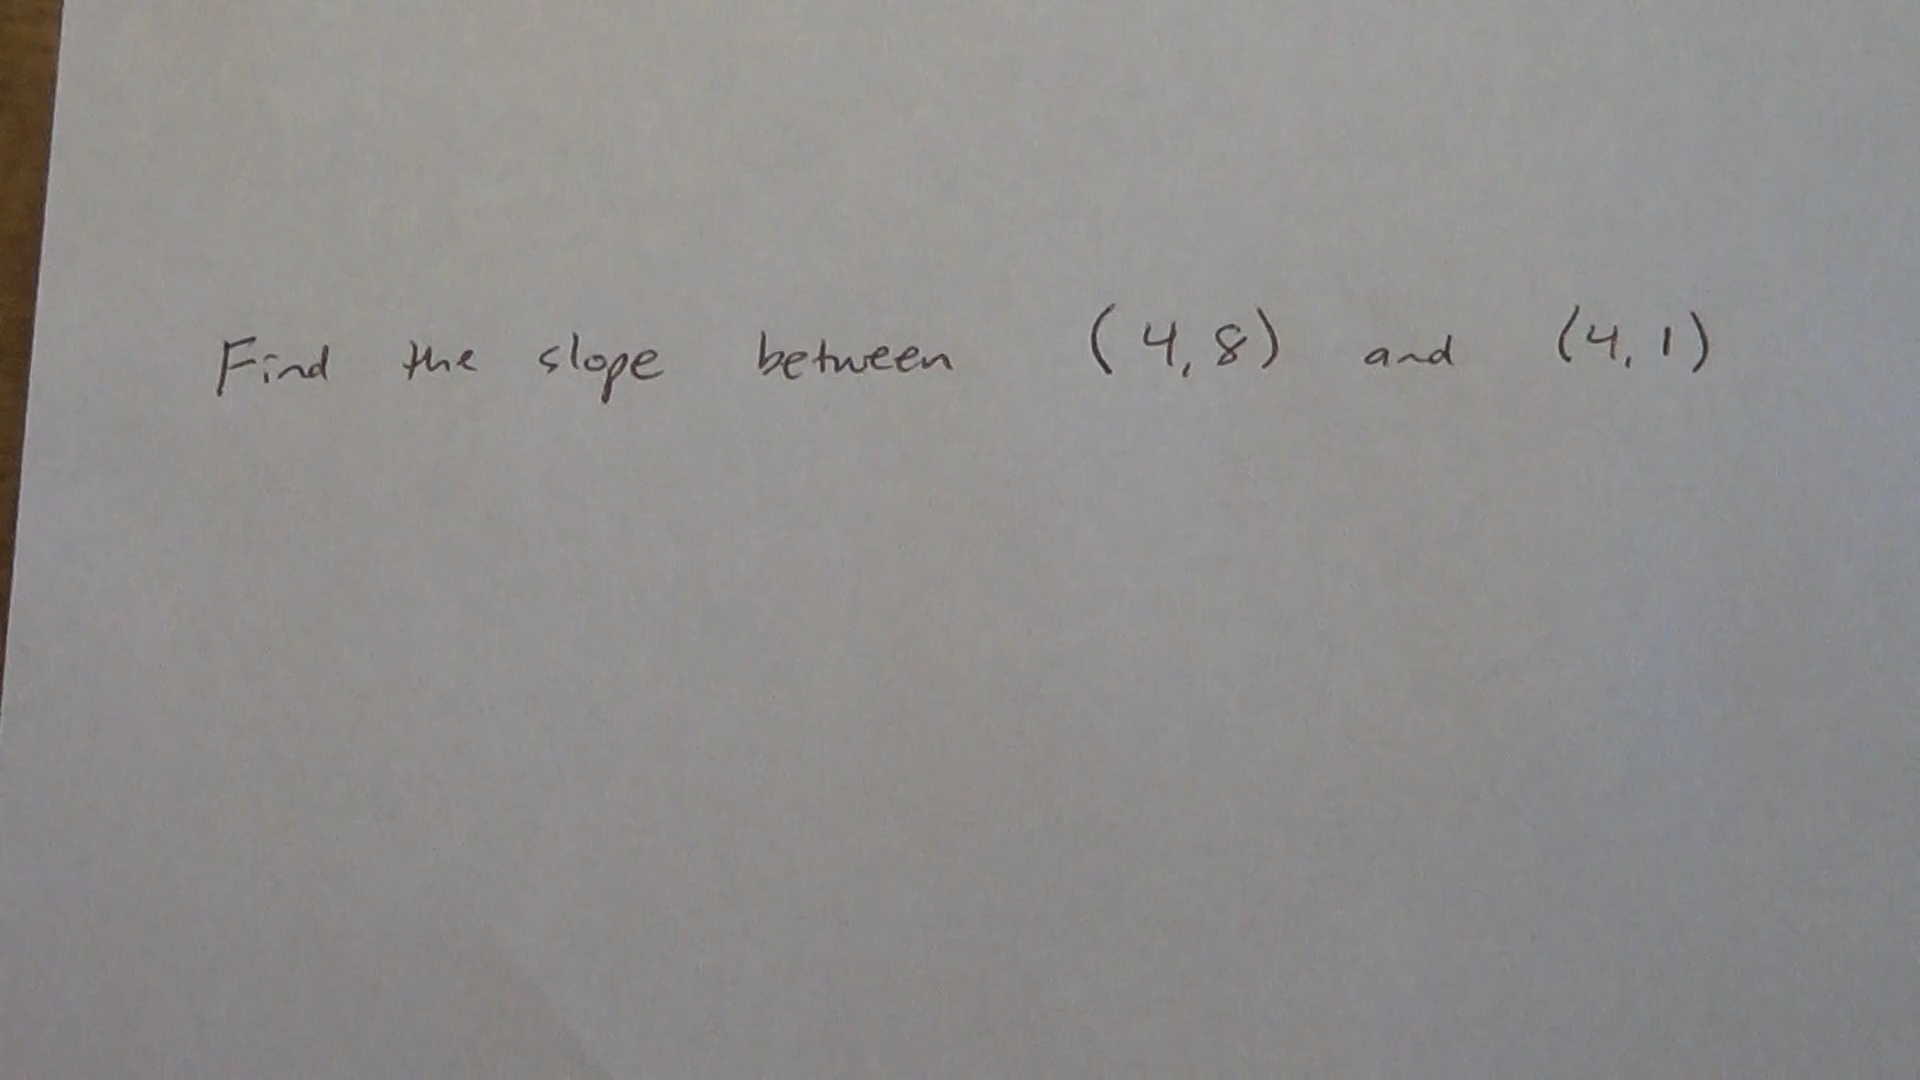 Find the slope between (4,8) and (4,1)